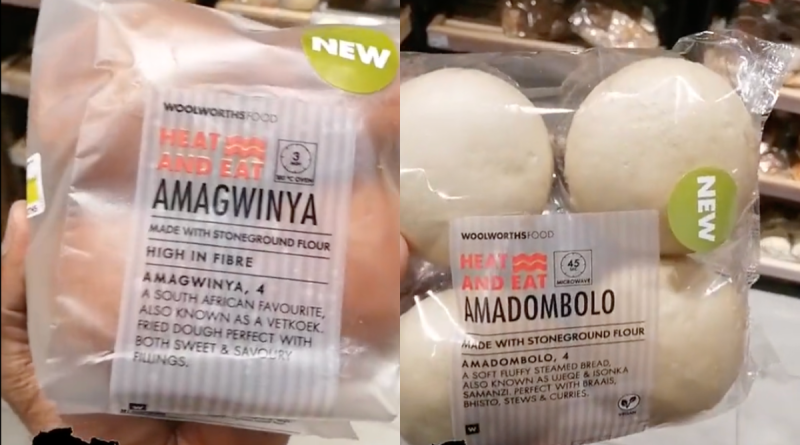 NEW
WOOLWORTHSFOOD
HEAT
AND EAT
3
AMAGWINYA
MADE WITH STONEGROUND FLOUR
HIGH IN FIBRE
AMAGWINYA, 4
A SOUTH AFRICAN FAVOURITE,
ALSO KNOWN AS A VETKOEK.
FRIED DOUGH PERFECT WITH
BOTH SWEET & SAVOURY
FILLINGS.
W
NEW
WOOLWORTHSFOOD
HEAT
AND EAT
45
MICROWAVE
AMADOMBOLO
MADE WITH STONEGROUND FLOUR
AMADOMBOLO, 4
A SOFT FLUFFY STEAMED BREAD,
ALSO KNOWN AS UJEQE & ISONKA
SAMANZI. PERFECT WITH BRAAIS,
BHISTO, STEWS & CURRIES.
W